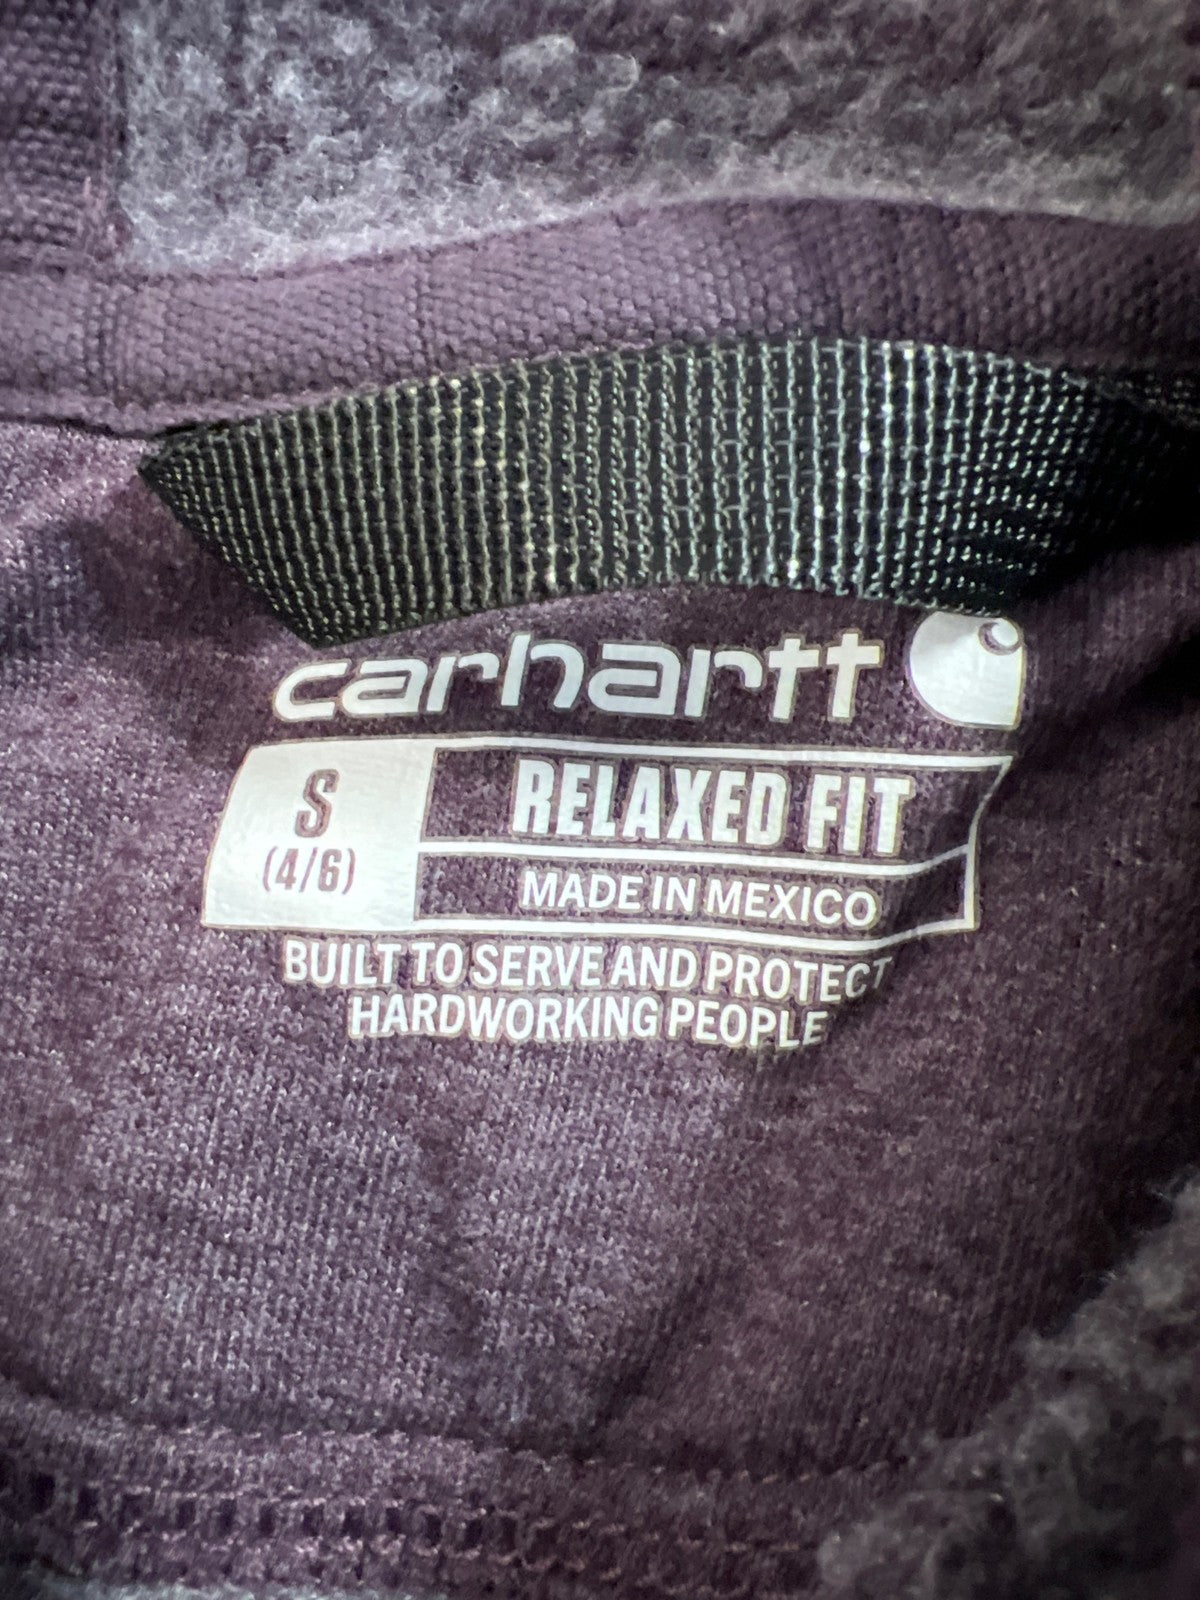 carhartt
S
(4/6)
RELAXED FIT
MADE IN MEXICO
BUILT TO SERVE AND PROTECT
HARDWORKING PEOPLE